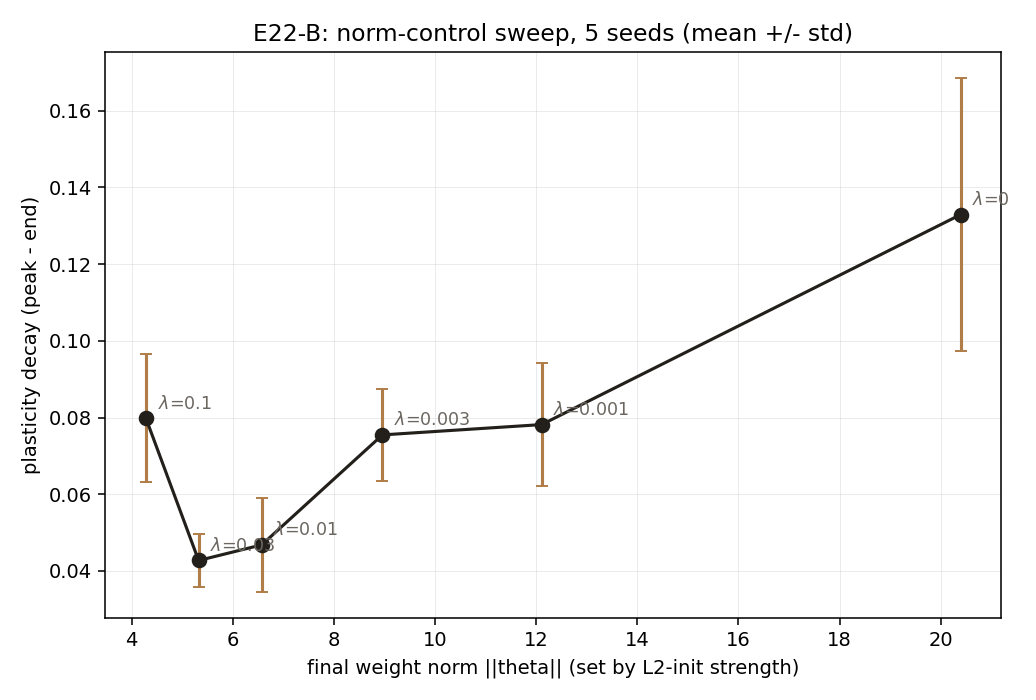 E22-B: norm-control sweep, 5 seeds (mean +/- std)
plasticity decay (peak - end)
0.16
0.14
0.12
0.10
0.08
0.06
0.04
λ=0.1
λ=0.03
λ=0.01
λ=0.003
λ=0.001
λ=0
4 6 8 10 12 14 16 18 20
final weight norm ||theta|| (set by L2-init strength)